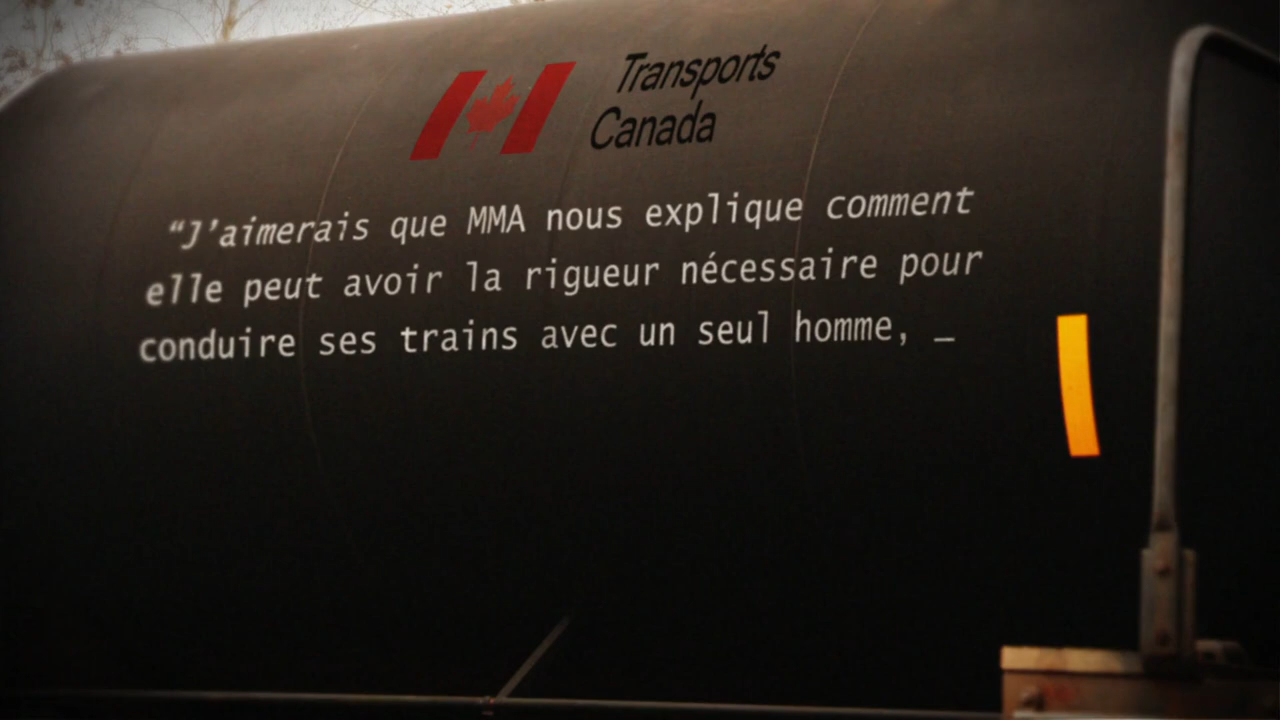 Transports
Canada
“J’aimerais que MMA nous explique comment
elle peut avoir la rigueur nécessaire pour
conduire ses trains avec un seul homme, _